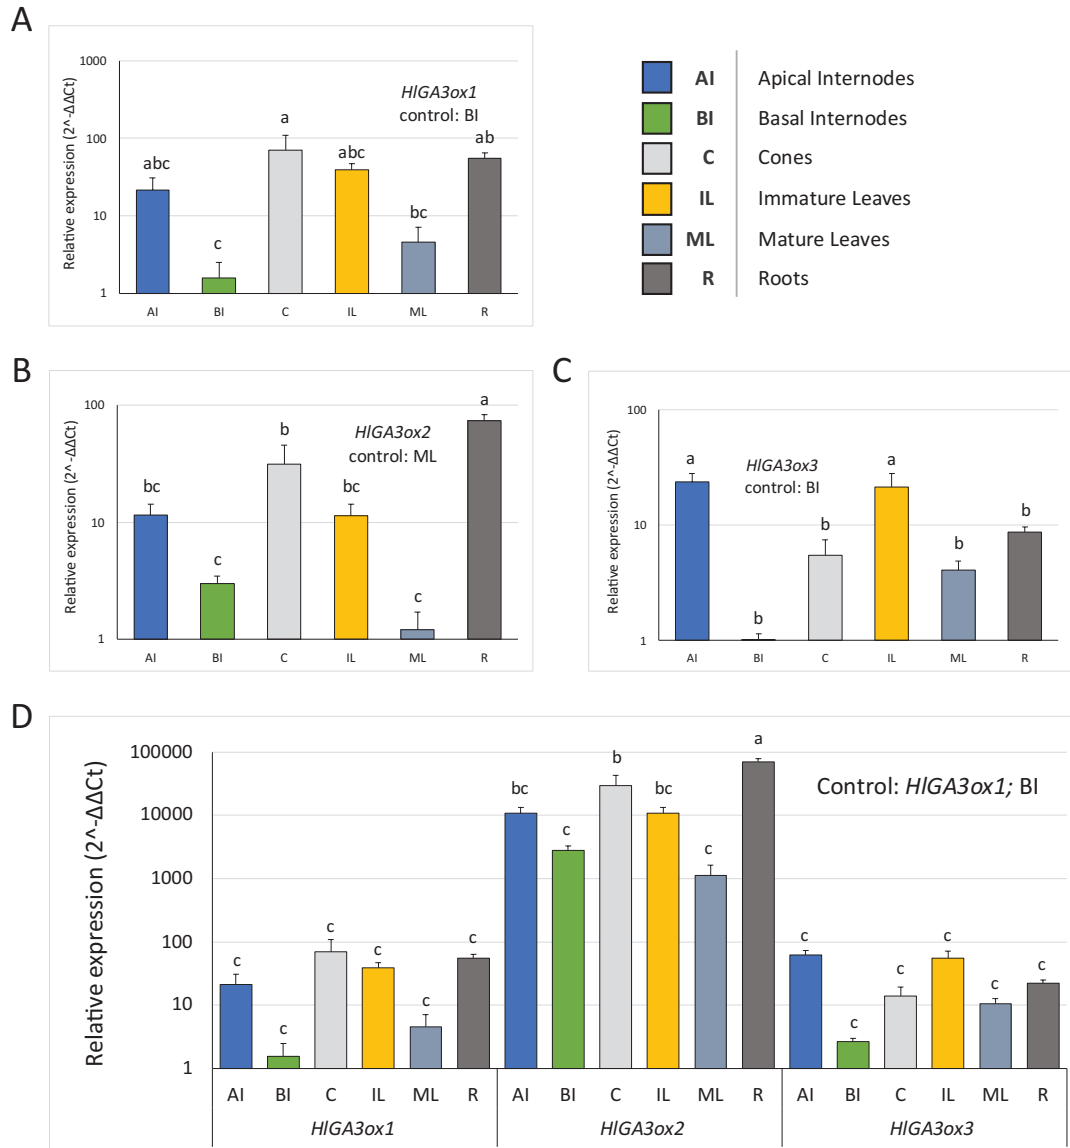 A
Relative expression (2^-ΔΔCt)
1000
100
10
1
HlGA3ox1
control: BI
abc
c
a
abc
bc
ab
AI BI C IL ML R
AI Apical Internodes
BI Basal Internodes
C Cones
IL Immature Leaves
ML Mature Leaves
R Roots
B
Relative expression (2^-ΔΔCt)
100
10
1
HlGA3ox2
control: ML
bc
c
b
bc
c
a
AI BI C IL ML R
C
Relative expression (2^-ΔΔCt)
100
10
1
HlGA3ox3
control: BI
a
b
b
a
b
b
AI BI C IL ML R
D
Relative expression (2^-ΔΔCt)
100000
10000
1000
100
10
1
Control: HlGA3ox1; BI
c
c
c
c
c
c
bc
c
b
bc
c
a
c
c
c
c
c
c
AI BI C IL ML R AI BI C IL ML R AI BI C IL ML R
HlGA3ox1 HlGA3ox2 HlGA3ox3